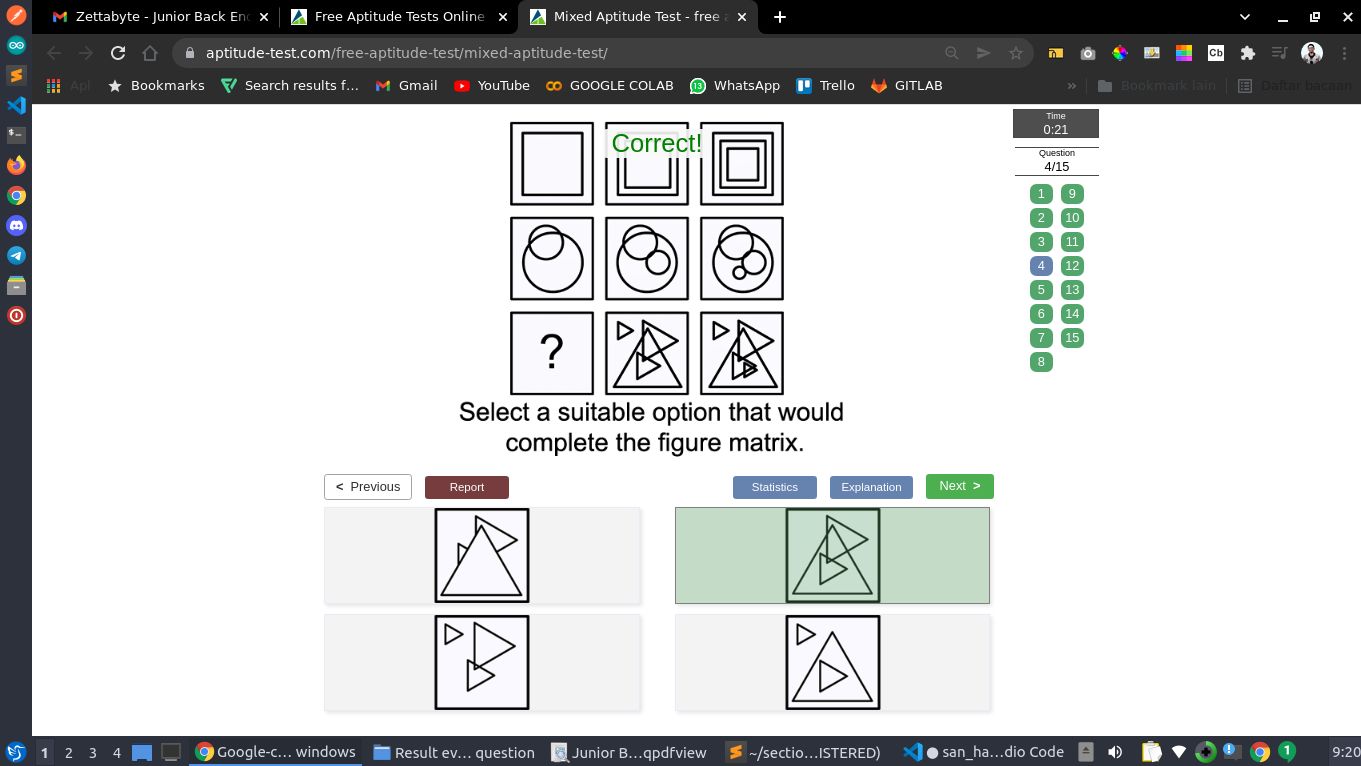 Zettabyte - Junior Back En
Free Aptitude Tests Online
Mixed Aptitude Test - free a
aptitude-test.com/free-aptitude-test/mixed-aptitude-test/
Cb
Apl
Bookmarks
Search results f...
Gmail
YouTube
GOOGLE COLAB
13
WhatsApp
Trello
GITLAB
»
Bookmark lain
Daftar bacaan
Time
0:21
Question
4/15
1 9
2 10
3 11
4 12
5 13
6 14
7 15
8
Correct!
?
Select a suitable option that would
complete the figure matrix.
< Previous
Report
Statistics
Explanation
Next >
1 2 3 4
Google-c... windows
Result ev... question
Junior B...qpdfview
~/sectio...ISTERED)
● san_ha...dio Code
1
9:20